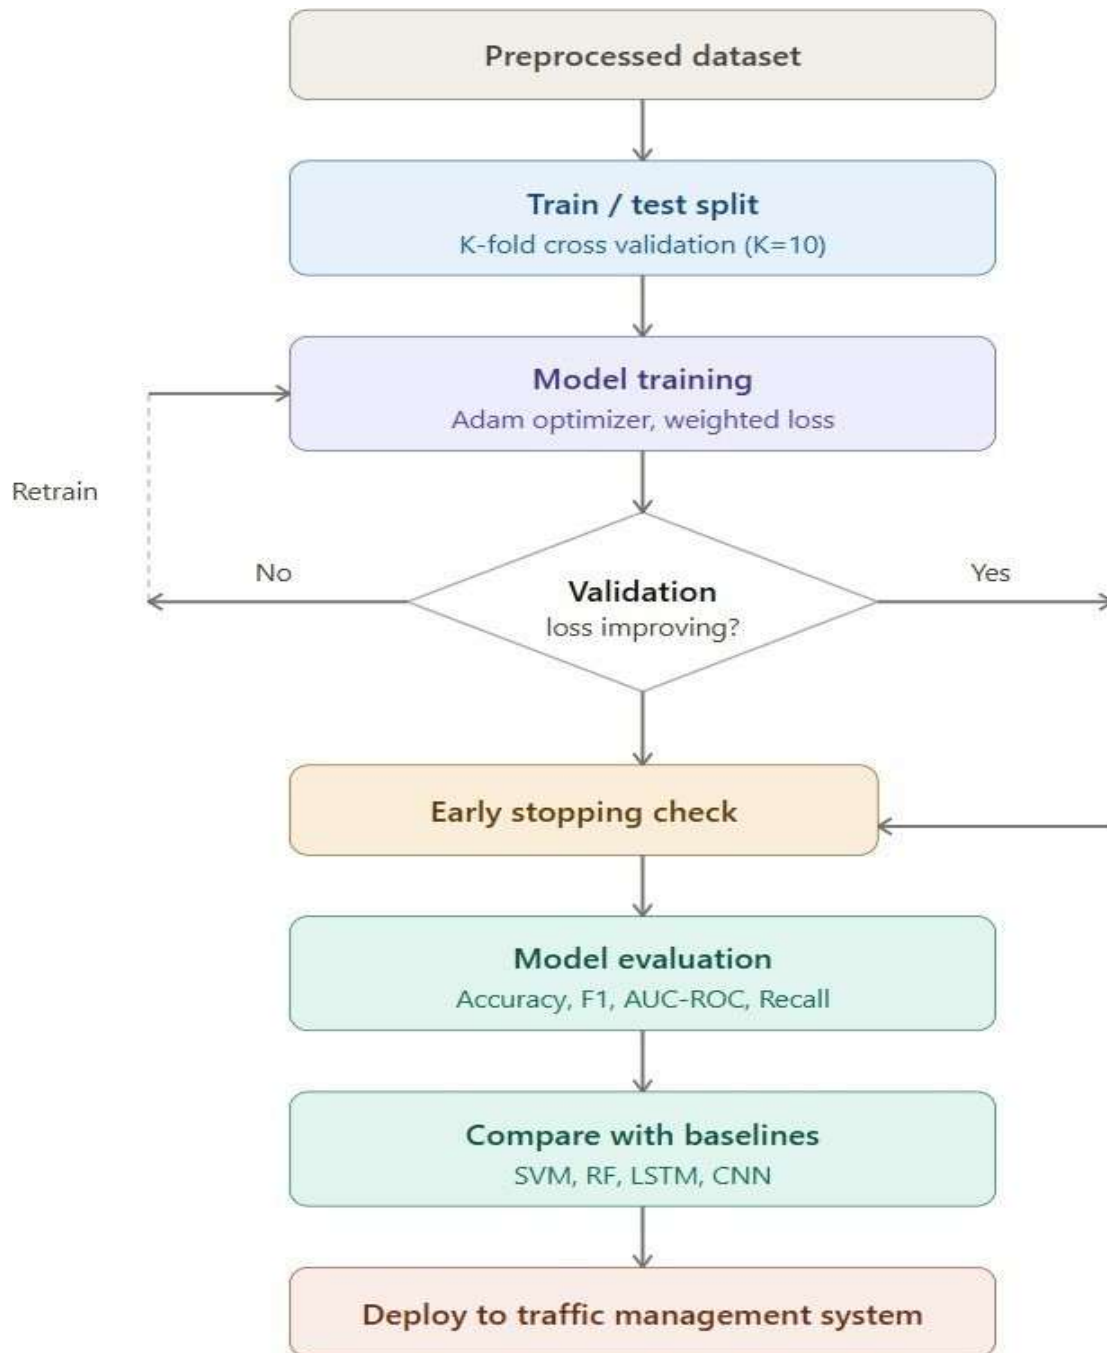 Preprocessed dataset
Train / test split
K-fold cross validation (K=10)
Model training
Adam optimizer, weighted loss
Retrain
No
Yes
Validation
loss improving?
Early stopping check
Model evaluation
Accuracy, F1, AUC-ROC, Recall
Compare with baselines
SVM, RF, LSTM, CNN
Deploy to traffic management system